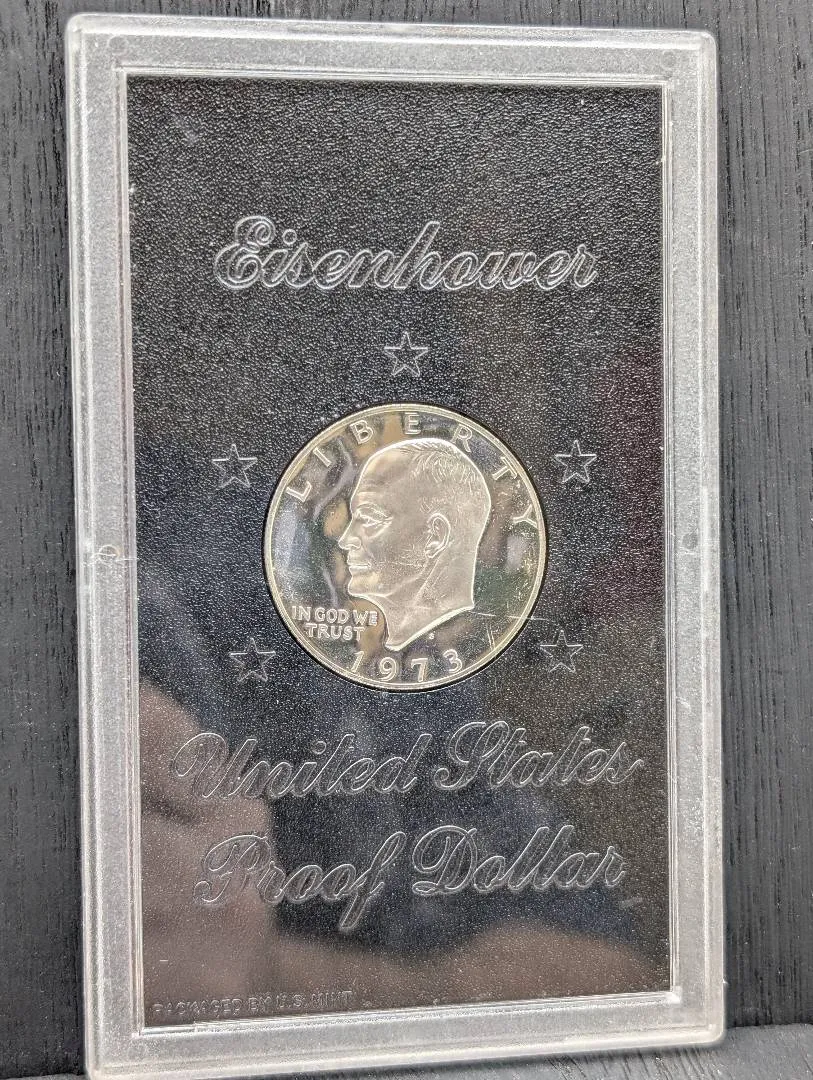 Eisenhower
LIBERTY
IN GOD WE
TRUST
S
1973
United States
Proof Dollar
PACKAGED BY U.S. MINT